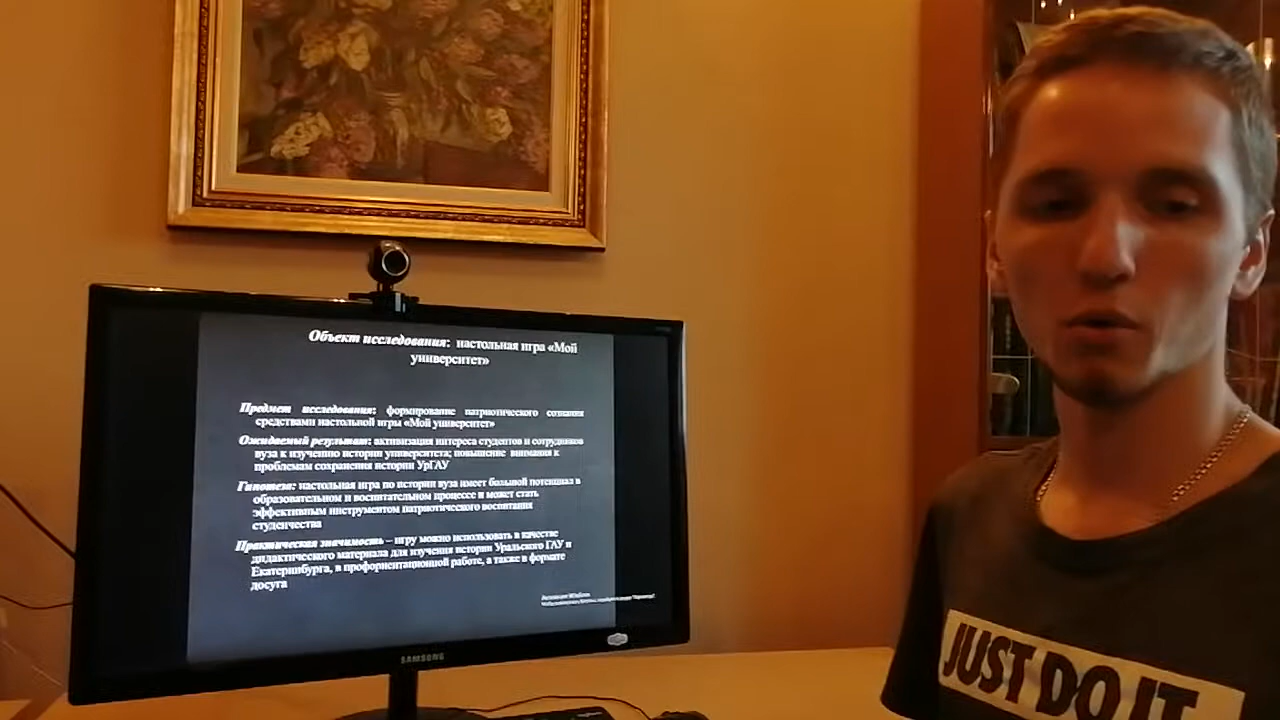 Объект исследования: настольная игра «Мой
университет»
Предмет исследования: формирование патриотического сознания
средствами настольной игры «Мой университет»
Ожидаемый результат: активизация интереса студентов и сотрудников
вуза к изучению истории университета; повышение внимания к
проблемам сохранения истории УрГАУ
Гипотеза: настольная игра по истории вуза имеет большой потенциал в
образовательном и воспитательном процессе и может стать
эффективным инструментом патриотического воспитания
студенчества
Практическая значимость – игру можно использовать в качестве
дидактического материала для изучения истории Уральского ГАУ и
Екатеринбурга, в профориентационной работе, а также в формате
досуга
Активация Windows
SAMSUNG
JUST DO IT